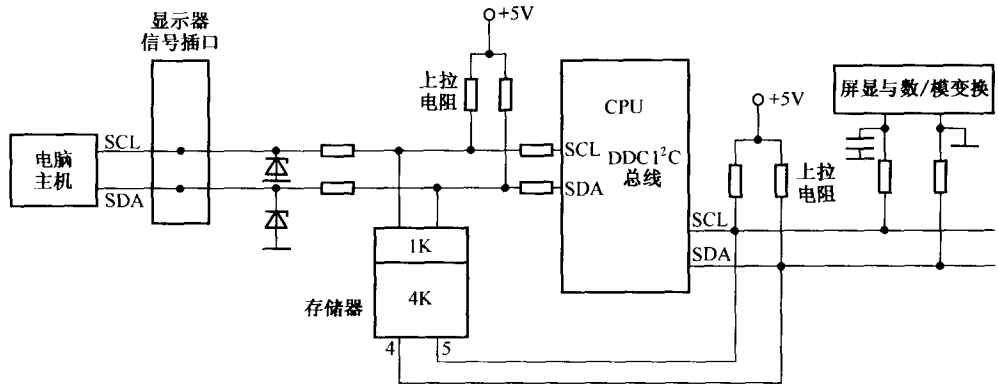 显示器
信号插口
+5V
上拉
电阻
CPU
屏显与数/模变换
+5V
电脑
主机
SCL
SDA
SCL
DDC I²C
总线
SDA
上拉
电阻
SCL
SDA
1K
4K
存储器
4
5